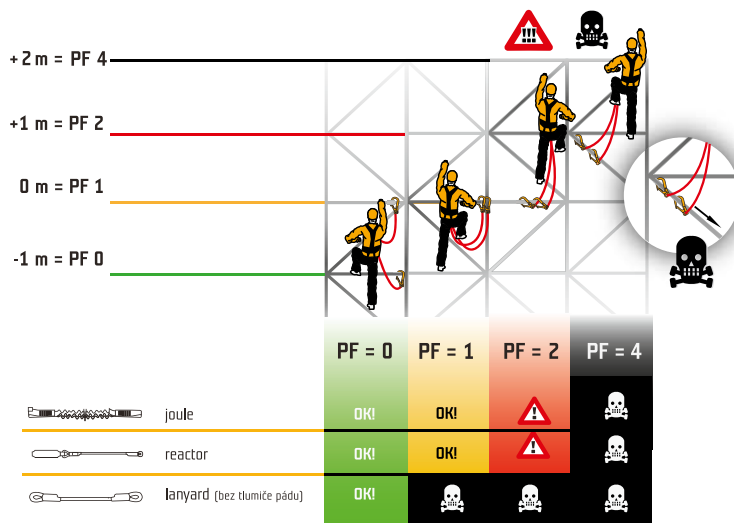 !!!
+2 m = PF 4
+1 m = PF 2
0 m = PF 1
-1 m = PF 0
PF = 0 PF = 1 PF = 2 PF = 4
joule OK! OK! !
reactor OK! OK! !
lanyard (bez tlumiče pádu) OK!